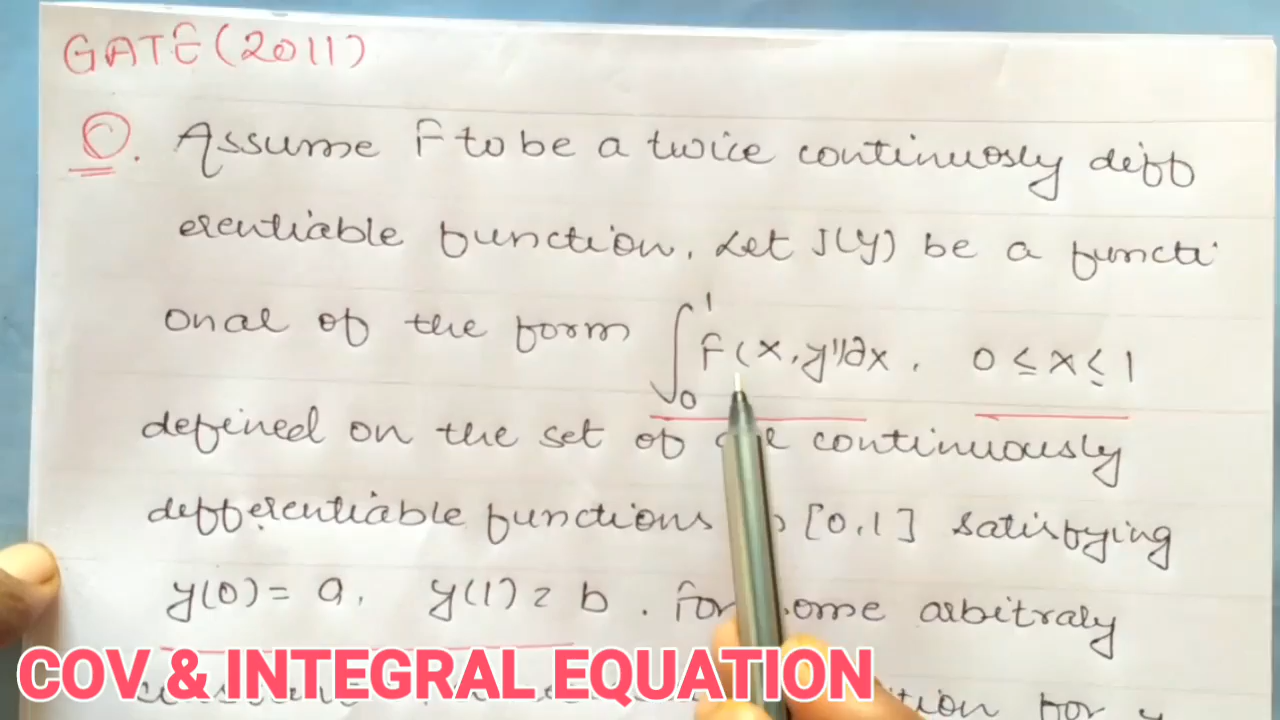 GATE (2011)
Q. Assume F to be a twice continuously diff
erentiable function. Let J(y) be a functi
onal of the form ∫₀¹ F(x, y')dx, 0 ≤ x ≤ 1
defined on the set of continuously
differentiable functions [0,1] satisfying
y(0) = a, y(1) = b. For some arbitraly
COV & INTEGRAL EQUATION
for y